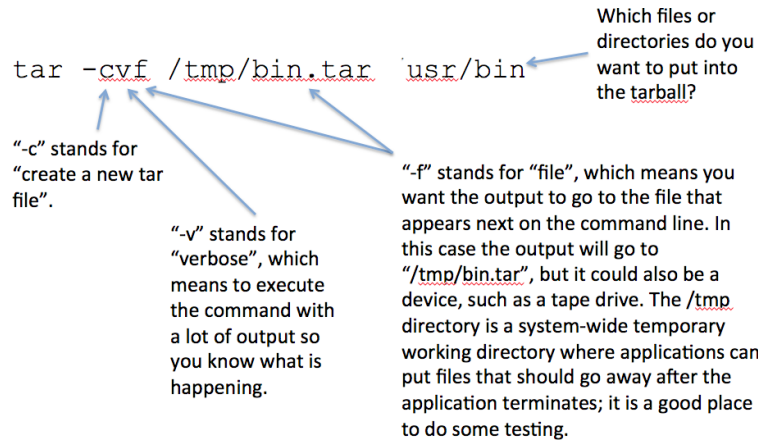 Which files or
directories do you
want to put into
the tarball?
tar -cvf /tmp/bin.tar usr/bin
“-c” stands for
“create a new tar
file”.
“-f” stands for “file”, which means you
want the output to go to the file that
appears next on the command line. In
this case the output will go to
“/tmp/bin.tar”, but it could also be a
device, such as a tape drive. The /tmp
directory is a system-wide temporary
working directory where applications can
put files that should go away after the
application terminates; it is a good place
to do some testing.
“-v” stands for
“verbose”, which
means to execute
the command with
a lot of output so
you know what is
happening.